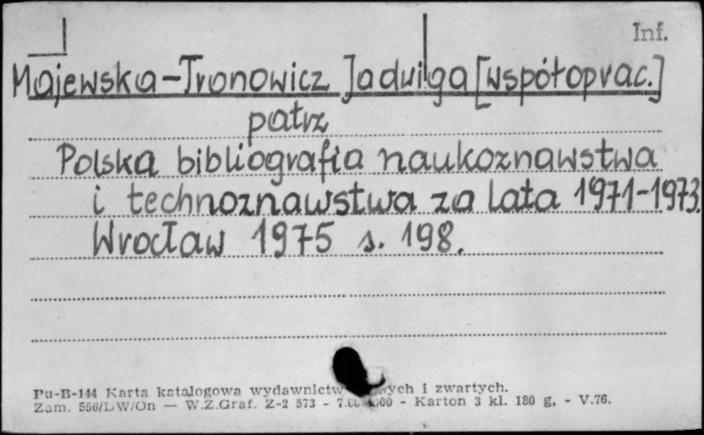 Inf.
Majewska-Tronowicz Jadwiga [współoprac.]
patrz
Polska bibliografia naukoznawstwa
i technoznawstwa za lata 1971-1973.
Wrocław 1975 s. 198.
Pu-B-144 Karta katalogowa wydawnictw i zwartych.
Zam. 556/LW/On — W.Z.Graf. Z-2 573 - - Karton 3 kl. 180 g. - V.76.